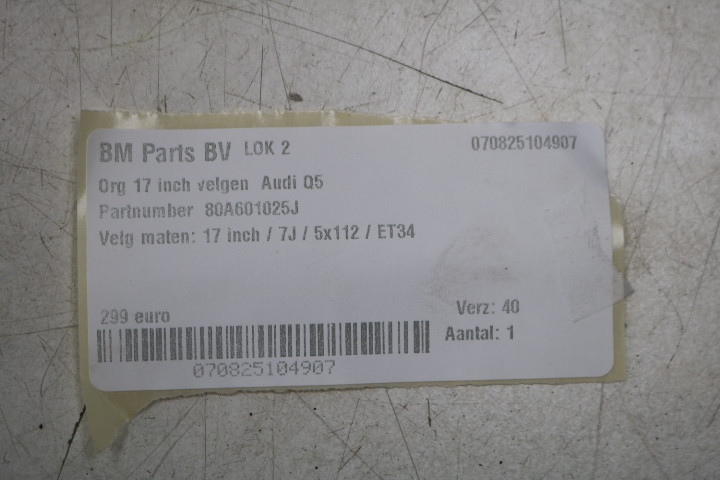 BM Parts BV LOK 2 070825104907
Org 17 inch velgen Audi Q5
Partnumber 80A601025J
Velg maten: 17 inch / 7J / 5x112 / ET34
299 euro Verz: 40
Aantal: 1
070825104907